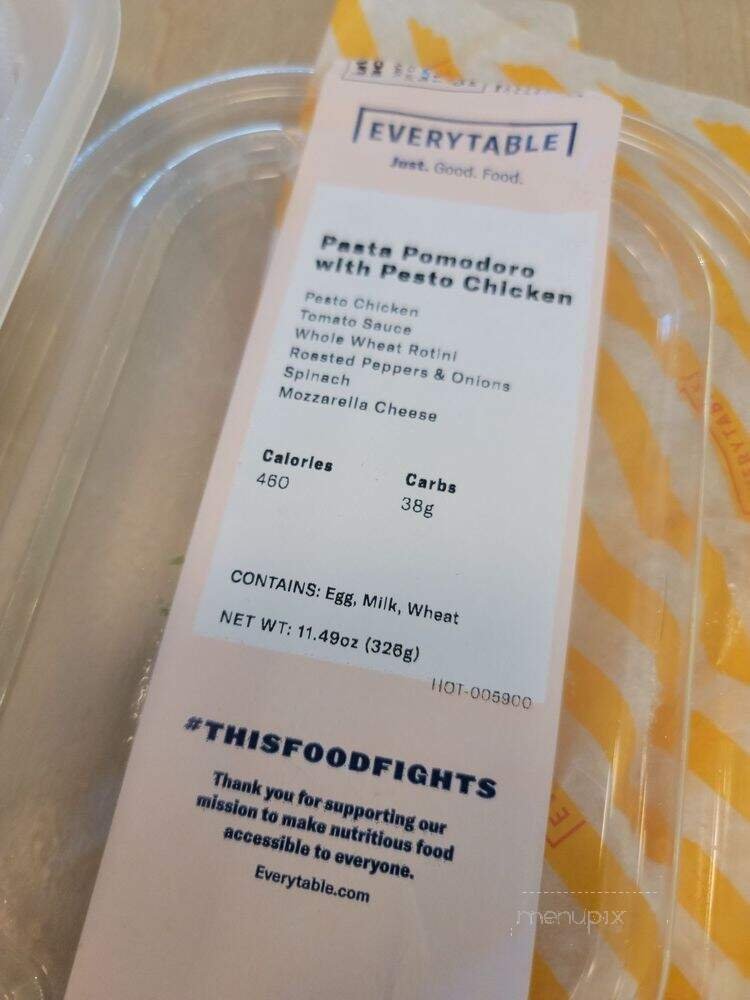 EVERYTABLE
Just. Good. Food.
Pasta Pomodoro
with Pesto Chicken
Pesto Chicken
Tomato Sauce
Whole Wheat Rotini
Roasted Peppers & Onions
Spinach
Mozzarella Cheese
Calories
460
Carbs
38g
CONTAINS: Egg, Milk, Wheat
NET WT: 11.49oz (326g)
HOT-005900
#THISFOODFIGHTS
Thank you for supporting our
mission to make nutritious food
accessible to everyone.
Everytable.com
menupix